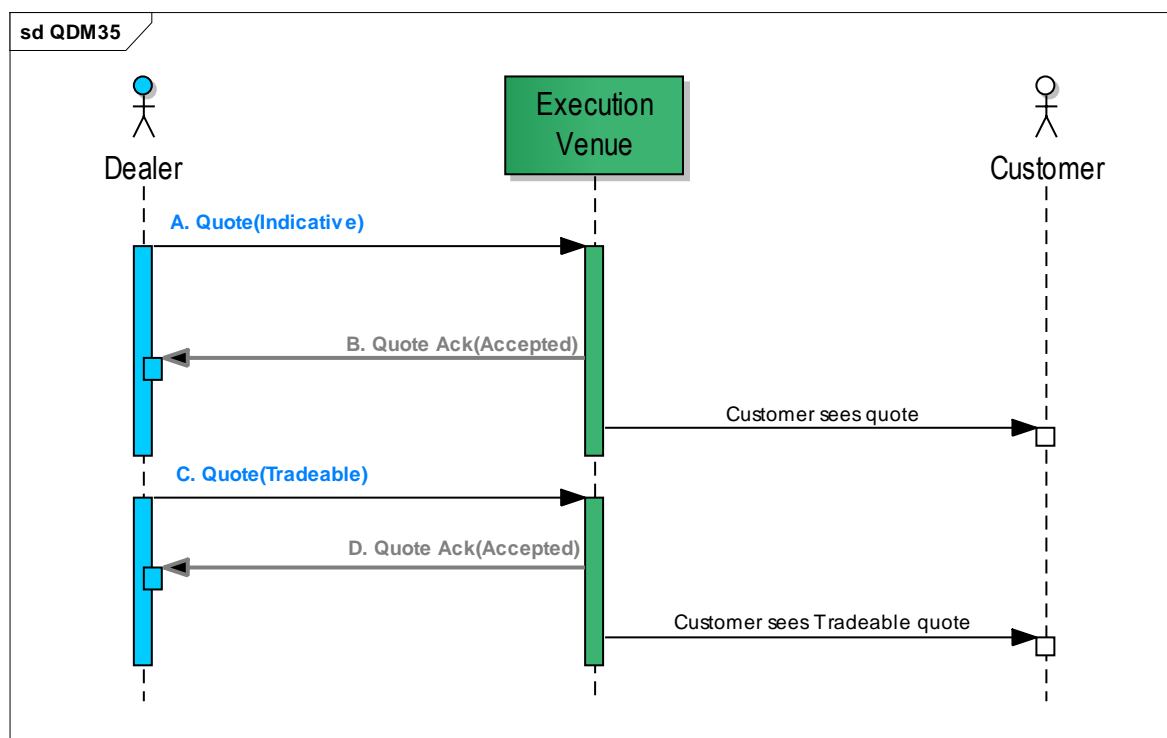 sd QDM35
Dealer
Execution
Venue
Customer
A. Quote(Indicative)
B. Quote Ack(Accepted)
Customer sees quote
C. Quote(Tradeable)
D. Quote Ack(Accepted)
Customer sees Tradeable quote